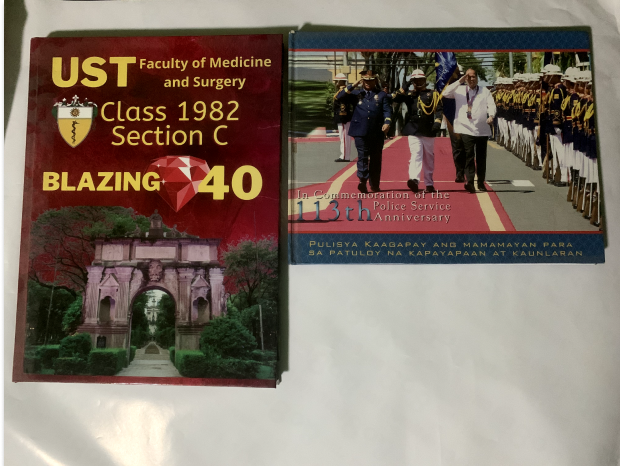 UST Faculty of Medicine
and Surgery
Class 1982
Section C
BLAZING 40
In Commemoration of the
113th Police Service
Anniversary
PULISYA KAAGAPAY ANG MAMAMAYAN PARA
SA PATULOY NA KAPAYAPAAN AT KAUNLARAN